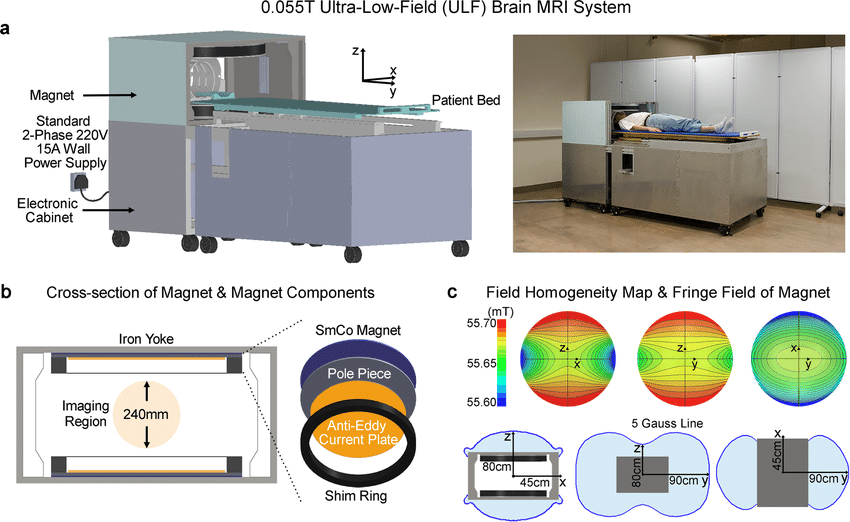 0.055T Ultra-Low-Field (ULF) Brain MRI System
a
z
x
y
Magnet
Patient Bed
Standard
2-Phase 220V
15A Wall
Power Supply
Electronic
Cabinet
b
Cross-section of Magnet & Magnet Components
Iron Yoke
Imaging
Region
240mm
SmCo Magnet
Pole Piece
Anti-Eddy
Current Plate
Shim Ring
c
Field Homogeneity Map & Fringe Field of Magnet
(mT)
55.70
55.65
55.60
z
x
z
y
x
y
5 Gauss Line
z
80cm
45cm
x
z
80cm
90cm
y
x
45cm
90cm
y